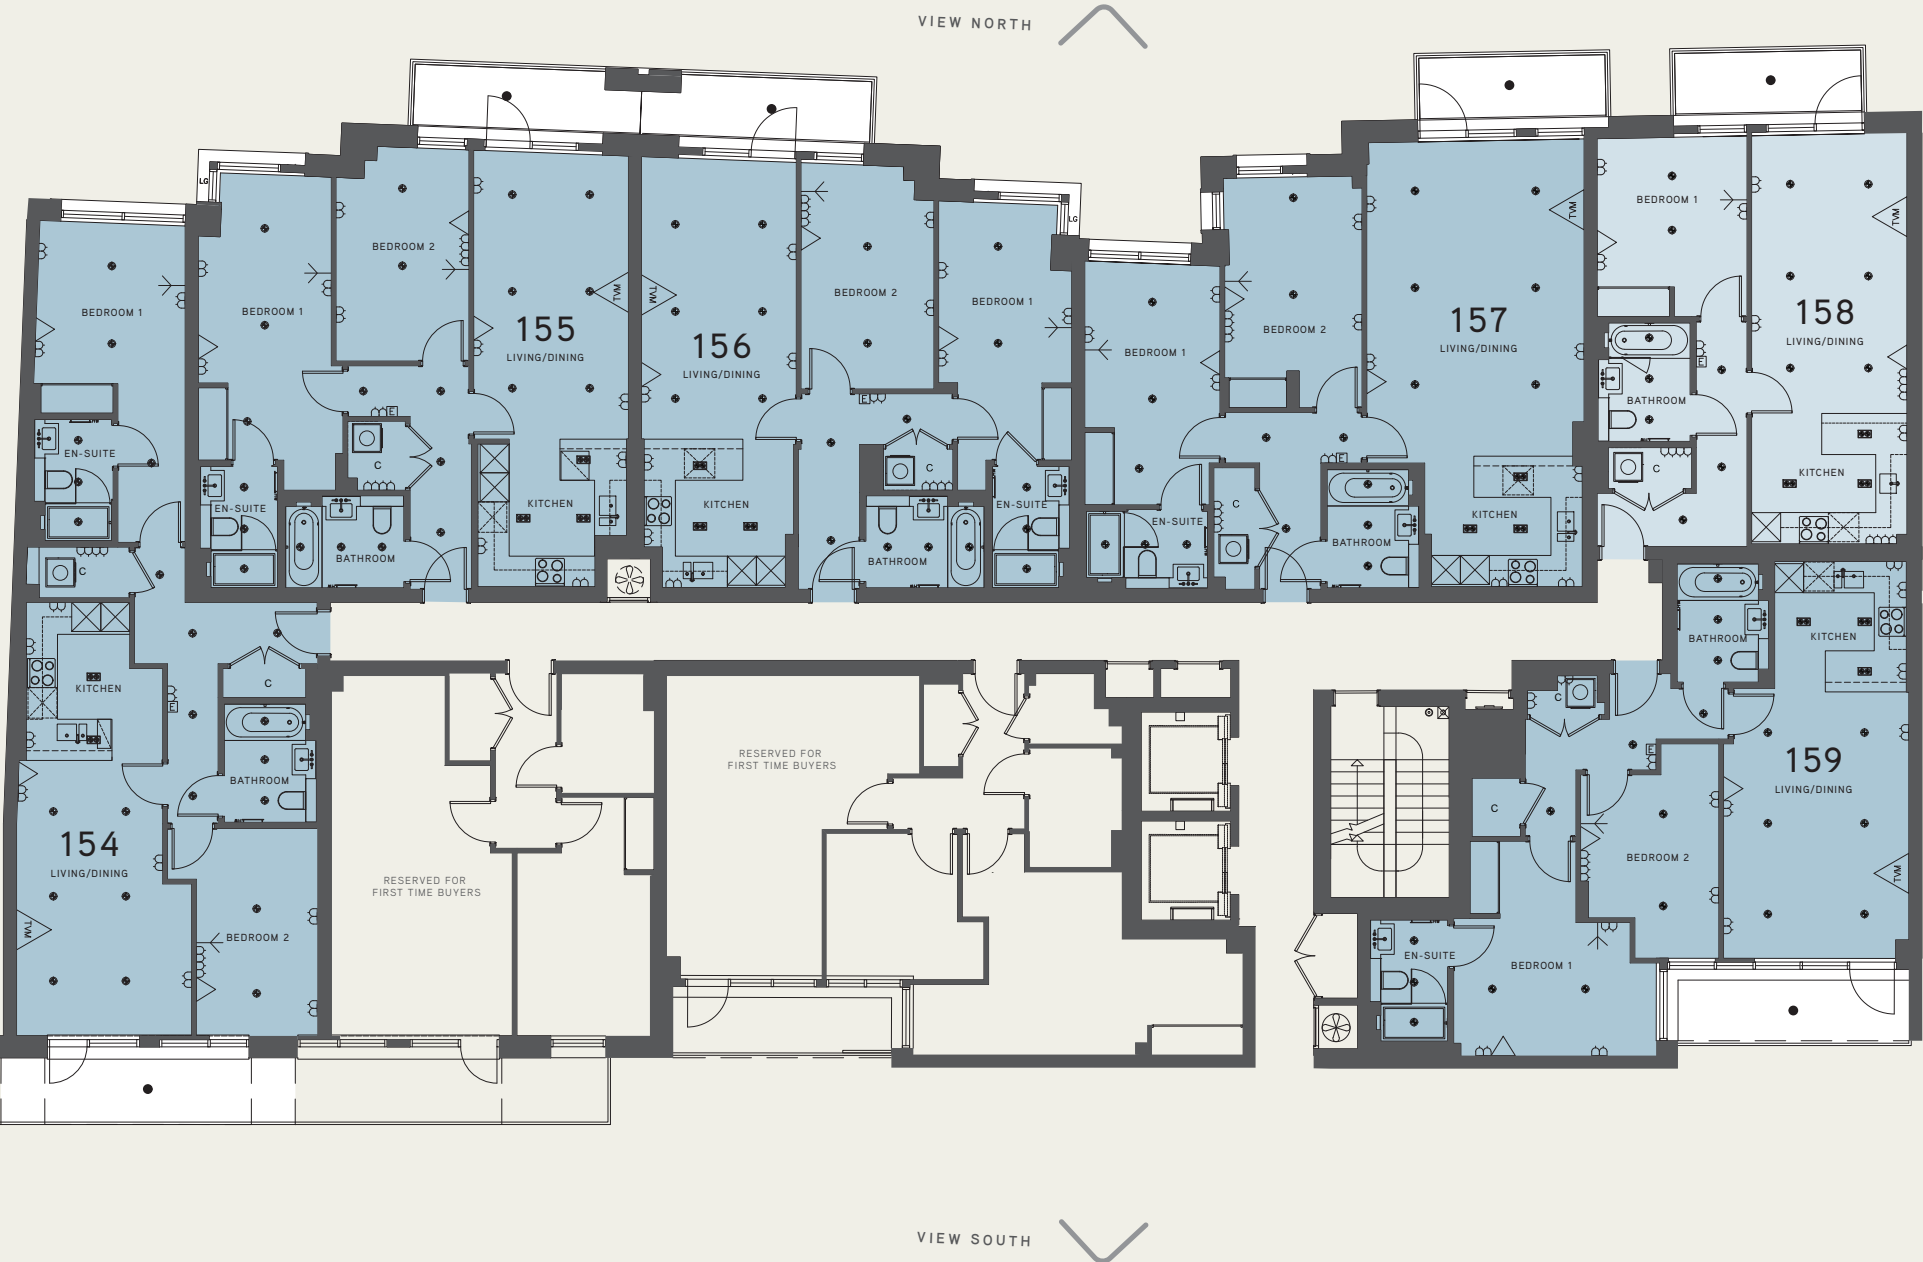 VIEW NORTH
LG
BEDROOM 1
BEDROOM 1
EN-SUITE
EN-SUITE
BEDROOM 2
C
E
BATHROOM
155
LIVING/DINING
TVM
KITCHEN
TVM
156
LIVING/DINING
KITCHEN
BEDROOM 2
E
C
BATHROOM
BEDROOM 1
LG
EN-SUITE
BEDROOM 1
EN-SUITE
BEDROOM 2
C
E
BATHROOM
157
LIVING/DINING
TVM
KITCHEN
BEDROOM 1
E
BATHROOM
C
158
LIVING/DINING
TVM
KITCHEN
C
KITCHEN
E
C
BATHROOM
154
LIVING/DINING
TVM
BEDROOM 2
RESERVED FOR
FIRST TIME BUYERS
RESERVED FOR
FIRST TIME BUYERS
BATHROOM
KITCHEN
C
E
C
159
LIVING/DINING
TVM
BEDROOM 2
EN-SUITE
BEDROOM 1
VIEW SOUTH